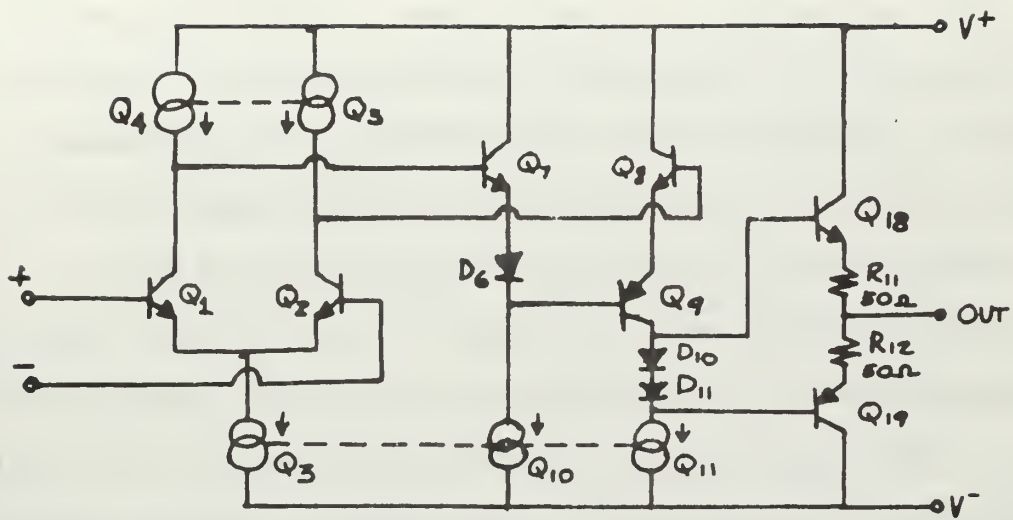 V+
Q4
Q5
Q7
Q8
Q18
D6
R11
50Ω
+
Q1
Q2
Q9
OUT
D10
R12
50Ω
−
D11
Q19
Q3
Q10
Q11
V-